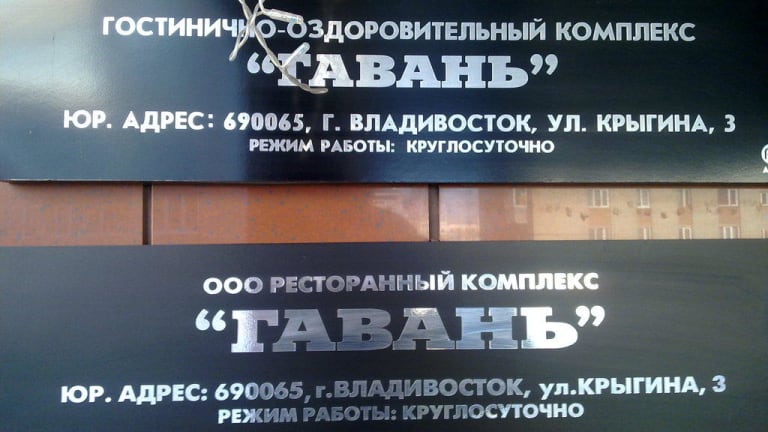 ГОСТИНИЧНО-ОЗДОРОВИТЕЛЬНЫЙ КОМПЛЕКС
“ГАВАНЬ”
ЮР. АДРЕС: 690065, Г. ВЛАДИВОСТОК, УЛ. КРЫГИНА, 3
РЕЖИМ РАБОТЫ: КРУГЛОСУТОЧНО
ООО РЕСТОРАННЫЙ КОМПЛЕКС
“ГАВАНЬ”
ЮР. АДРЕС: 690065, г.ВЛАДИВОСТОК, ул.КРЫГИНА, 3
РЕЖИМ РАБОТЫ: КРУГЛОСУТОЧНО